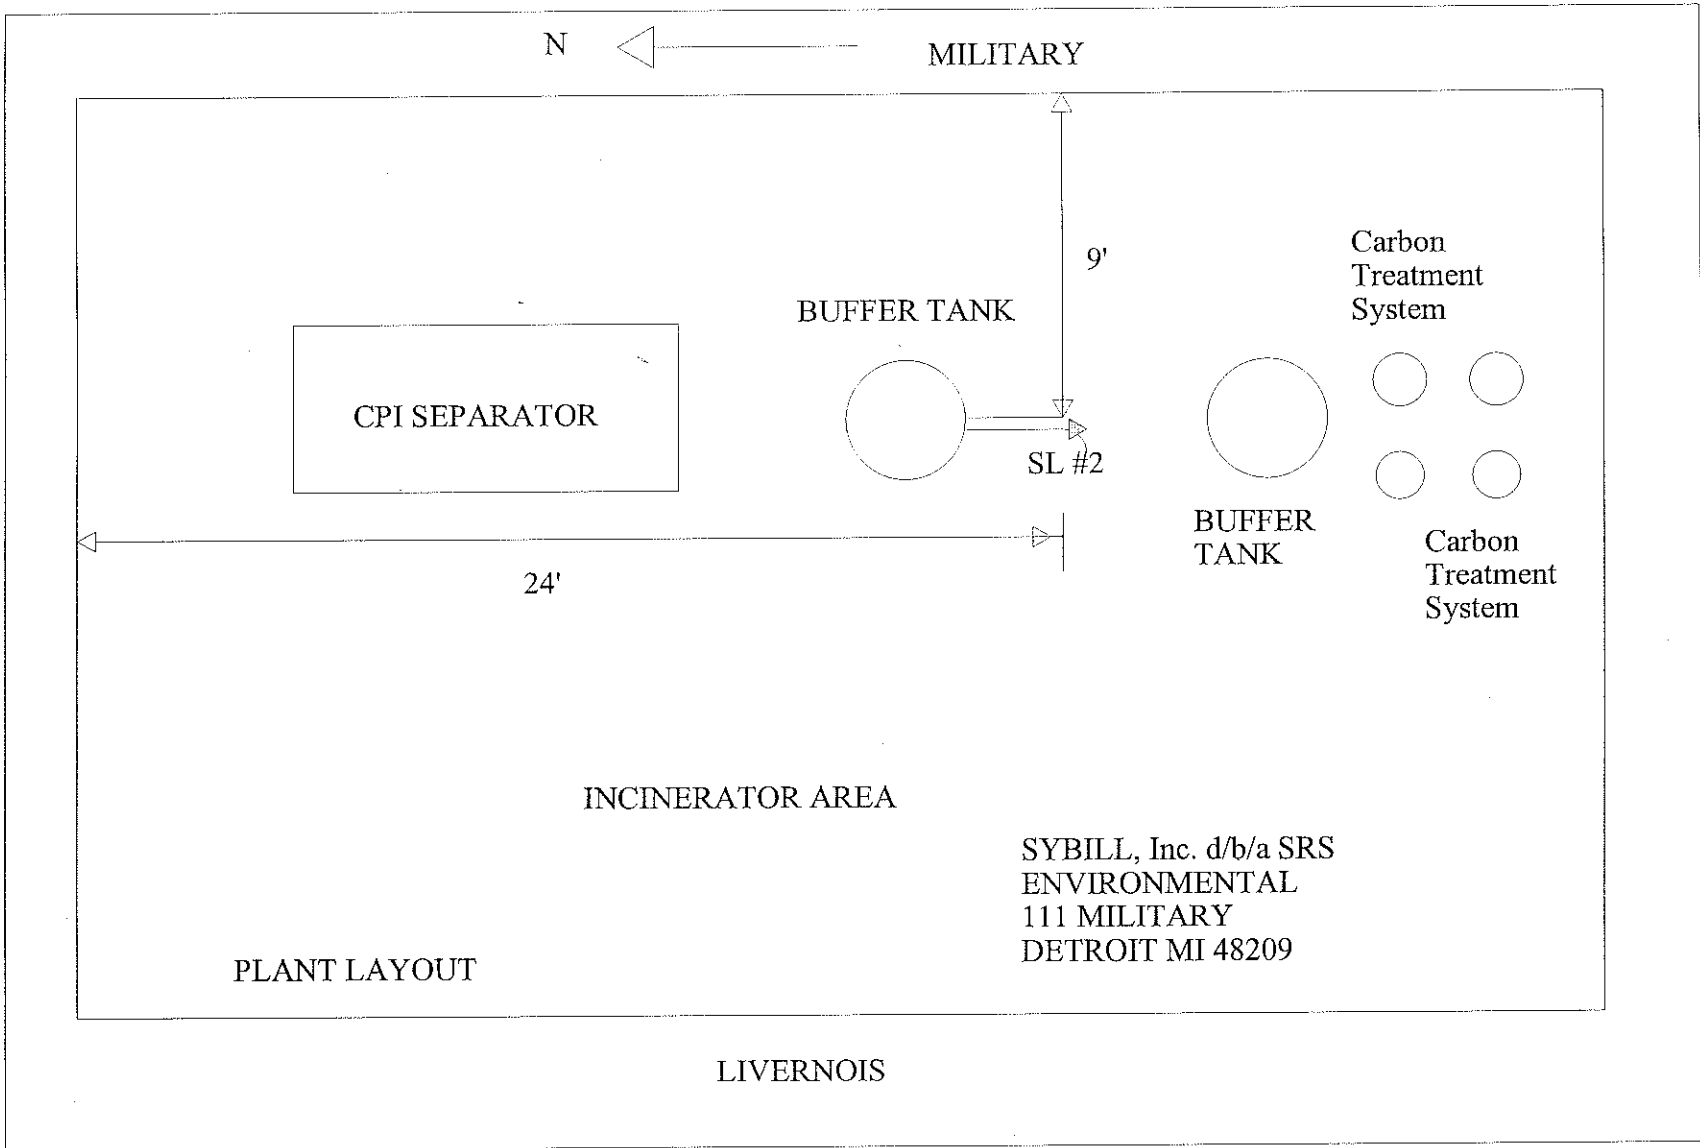 N
MILITARY
9'
Carbon
Treatment
System
BUFFER TANK
CPI SEPARATOR
SL #2
BUFFER
TANK
Carbon
Treatment
System
24'
INCINERATOR AREA
SYBILL, Inc. d/b/a SRS
ENVIRONMENTAL
111 MILITARY
DETROIT MI 48209
PLANT LAYOUT
LIVERNOIS